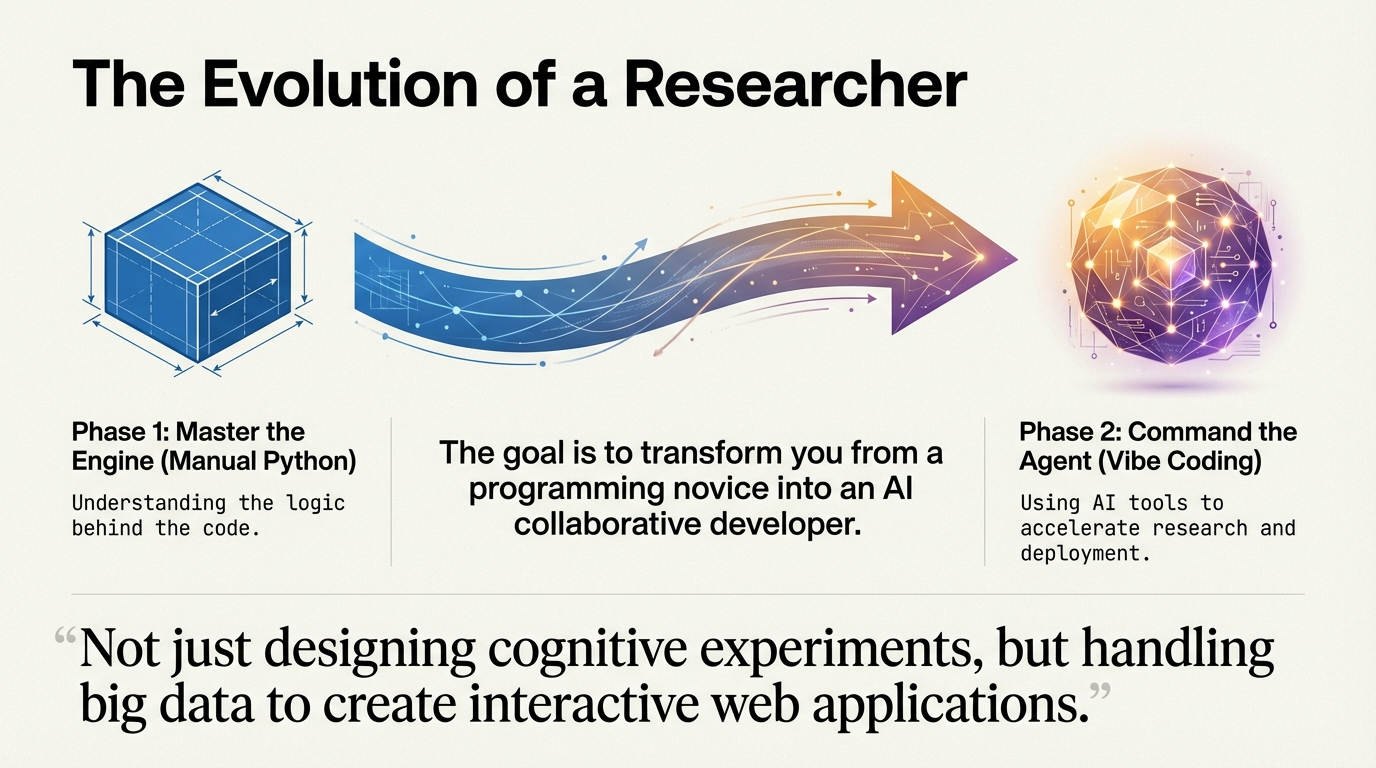 The Evolution of a Researcher
Phase 1: Master the
Engine (Manual Python)
Understanding the logic
behind the code.
The goal is to transform you from a
programming novice into an AI
collaborative developer.
Phase 2: Command the
Agent (Vibe Coding)
Using AI tools to
accelerate research and
deployment.
“Not just designing cognitive experiments, but handling
big data to create interactive web applications.”